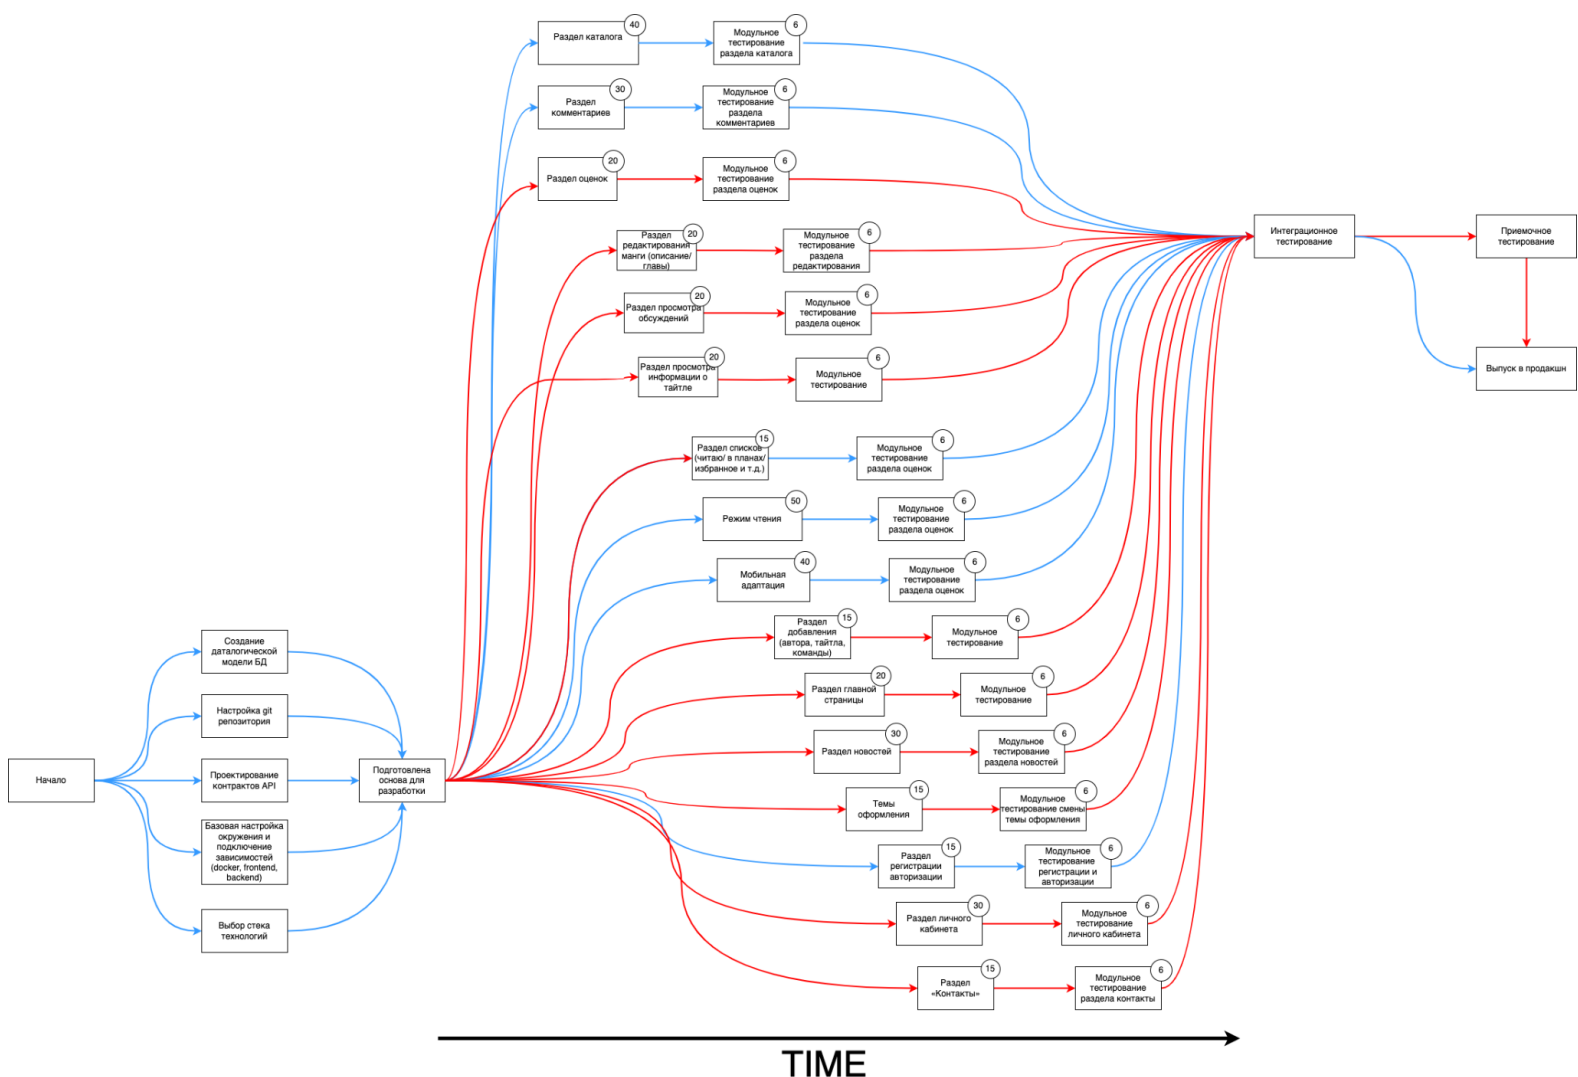 Раздел каталога
40
Модульное
тестирование
раздела каталога
6
Раздел
комментариев
30
Модульное
тестирование
раздела
комментариев
6
Раздел оценок
20
Модульное
тестирование
раздела оценок
6
Раздел
редактирования
манги (описание/
главы)
20
Модульное
тестирование
раздела
редактирования
6
Раздел просмотра
обсуждений
20
Модульное
тестирование
раздела оценок
6
Раздел просмотра
информации о
тайтле
20
Модульное
тестирование
6
Раздел списков
(читаю/ в планах/
избранное и т.д.)
15
Модульное
тестирование
раздела оценок
6
Режим чтения
50
Модульное
тестирование
раздела оценок
6
Мобильная
адаптация
40
Модульное
тестирование
раздела оценок
6
Раздел
добавления
(автора, тайтла,
команды)
15
Модульное
тестирование
6
Раздел главной
страницы
20
Модульное
тестирование
6
Раздел новостей
30
Модульное
тестирование
раздела новостей
6
Темы
оформления
15
Модульное
тестирование смены
темы оформления
6
Раздел
регистрации
авторизации
15
Модульное
тестирование
регистрации и
авторизации
6
Раздел личного
кабинета
30
Модульное
тестирование
личного кабинета
6
Раздел
«Контакты»
15
Модульное
тестирование
раздела контакты
6
Интеграционное
тестирование
Приемочное
тестирование
Выпуск в продакшн
Начало
Создание
даталогической
модели БД
Настройка git
репозитория
Проектирование
контрактов API
Базовая настройка
окружения и
подключение
зависимостей
(docker, frontend,
backend)
Выбор стека
технологий
Подготовлена
основа для
разработки
TIME